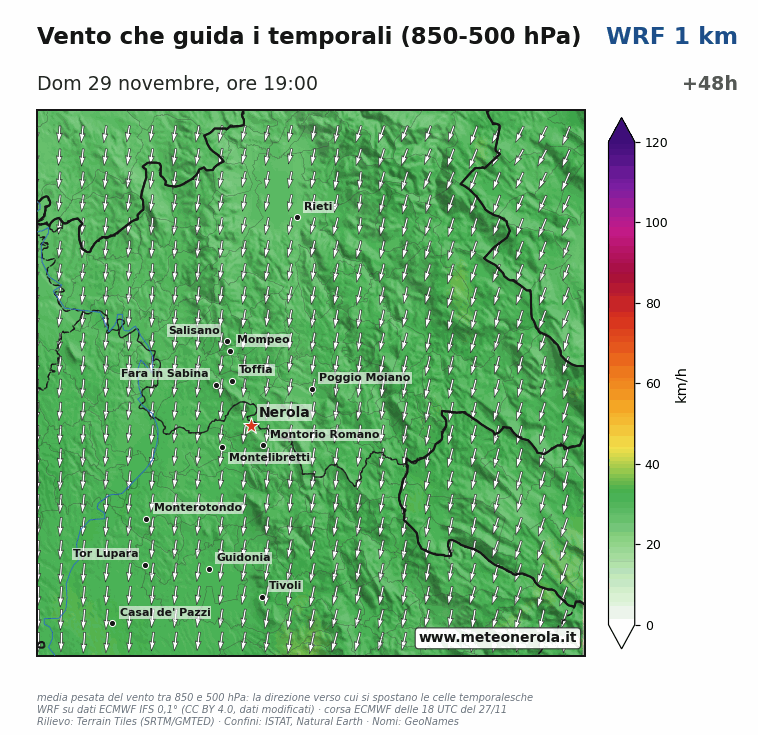 Vento che guida i temporali (850-500 hPa) WRF 1 km
Dom 29 novembre, ore 19:00 +48h
Rieti
Salisano
Mompeo
Toffia
Fara in Sabina
Poggio Moiano
Nerola
Montorio Romano
Montelibretti
Monterotondo
Tor Lupara
Guidonia
Tivoli
Casal de' Pazzi
www.meteonerola.it
120
100
80
60
40
20
0
km/h
media pesata del vento tra 850 e 500 hPa: la direzione verso cui si spostano le celle temporalesche
WRF su dati ECMWF IFS 0,1° (CC BY 4.0, dati modificati) · corsa ECMWF delle 18 UTC del 27/11
Rilievo: Terrain Tiles (SRTM/GMTED) · Confini: ISTAT, Natural Earth · Nomi: GeoNames